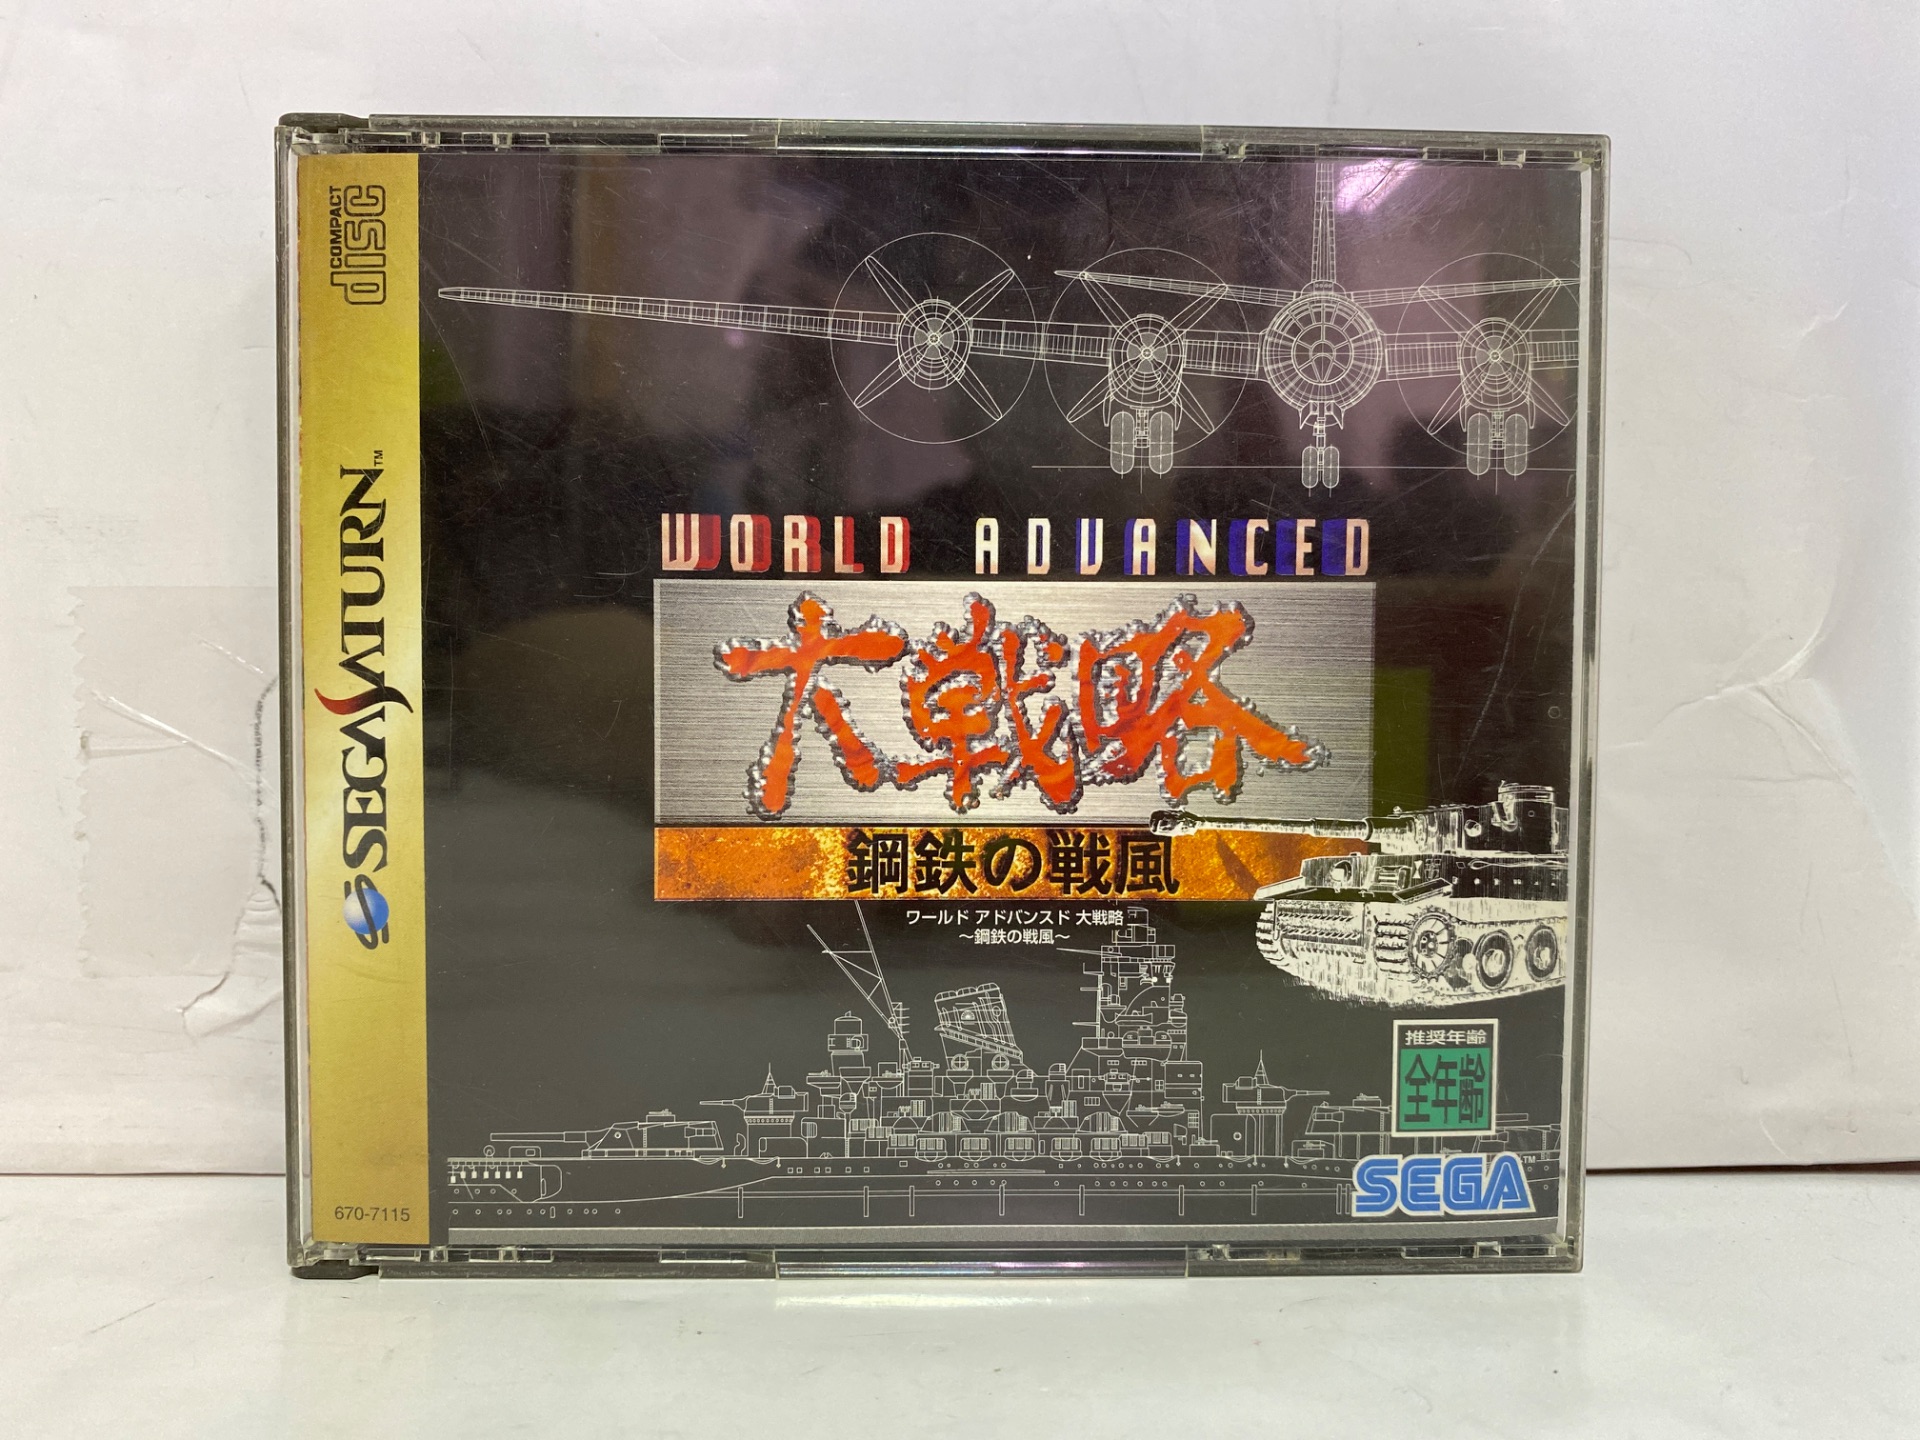 COMPACT
disc
SEGA SATURN™
670-7115
WORLD ADVANCED
大戦略
鋼鉄の戦風
ワールド アドバンスド 大戦略
〜鋼鉄の戦風〜
推奨年齢
全年齢
SEGA™